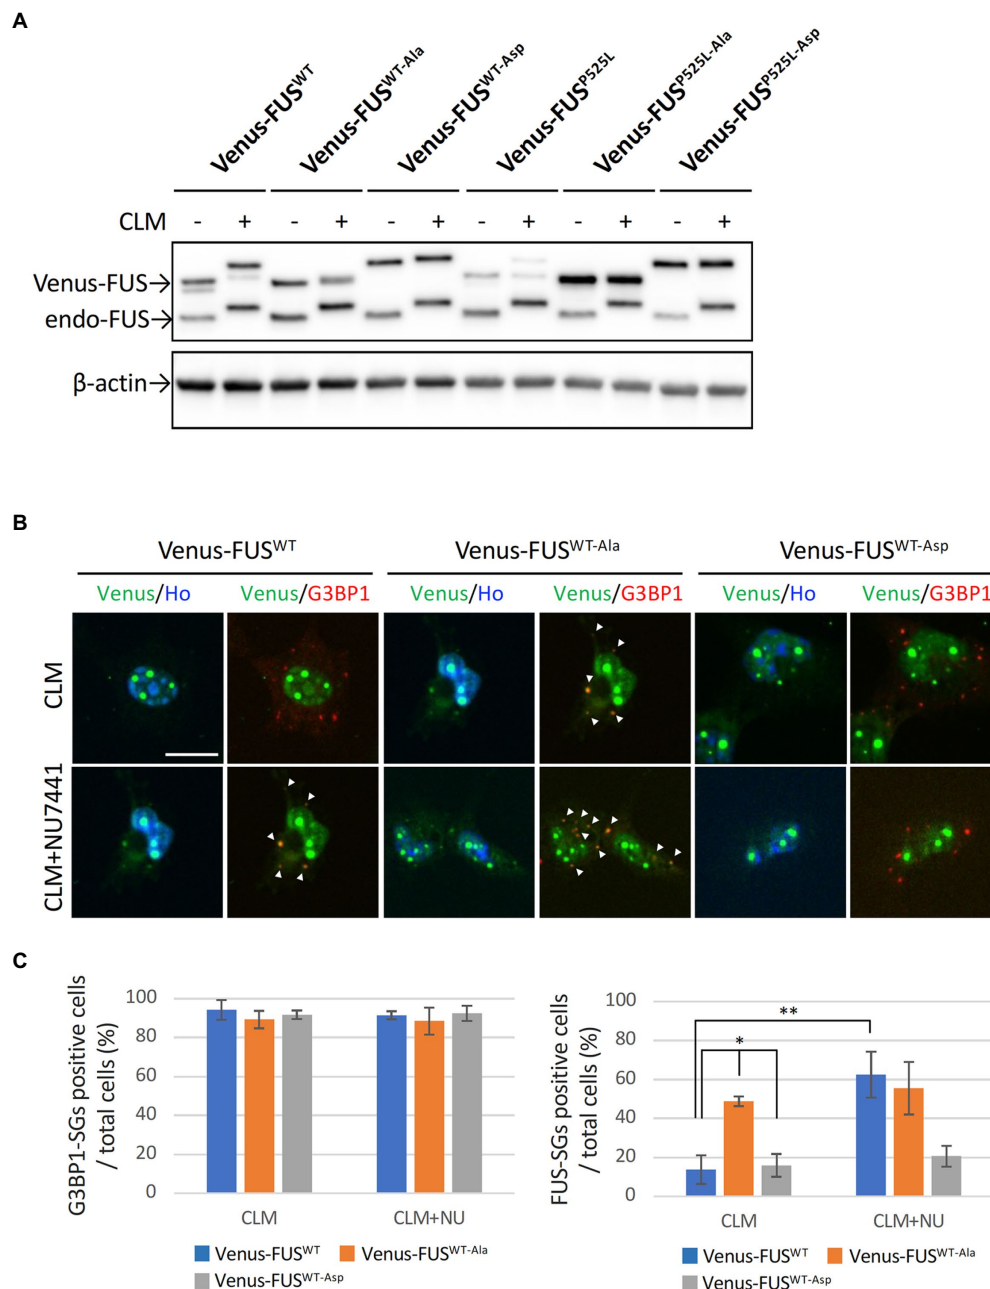 A
Venus-FUSWT
Venus-FUSWT-Ala
Venus-FUSWT-Asp
Venus-FUSP525L
Venus-FUSP525L-Ala
Venus-FUSP525L-Asp
CLM - + - + - + - + - + - +
Venus-FUS→
endo-FUS→
β-actin→
B
Venus-FUSWT Venus-FUSWT-Ala Venus-FUSWT-Asp
Venus/Ho Venus/G3BP1 Venus/Ho Venus/G3BP1 Venus/Ho Venus/G3BP1
CLM
CLM+NU7441
C
G3BP1-SGs positive cells
/ total cells (%)
100
80
60
40
20
0
CLM CLM+NU
Venus-FUSWT Venus-FUSWT-Ala
Venus-FUSWT-Asp
FUS-SGs positive cells
/ total cells (%)
100
80
60
40
20
0
**
*
CLM CLM+NU
Venus-FUSWT Venus-FUSWT-Ala
Venus-FUSWT-Asp